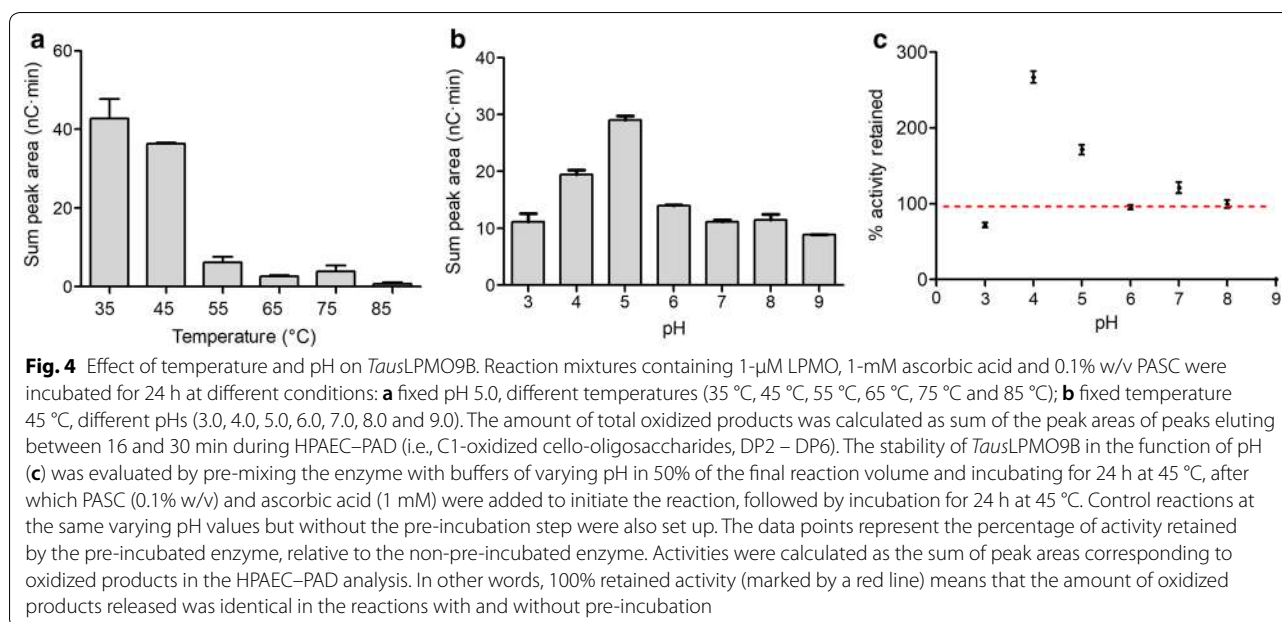 a
60
40
20
0
Sum peak area (nC·min)
35 45 55 65 75 85
Temperature (°C)
b
40
30
20
10
0
Sum peak area (nC·min)
3 4 5 6 7 8 9
pH
c
300
200
100
0
% activity retained
0 3 4 5 6 7 8 9
pH
Fig. 4 Effect of temperature and pH on TausLPMO9B. Reaction mixtures containing 1-µM LPMO, 1-mM ascorbic acid and 0.1% w/v PASC were
incubated for 24 h at different conditions: a fixed pH 5.0, different temperatures (35 °C, 45 °C, 55 °C, 65 °C, 75 °C and 85 °C); b fixed temperature
45 °C, different pHs (3.0, 4.0, 5.0, 6.0, 7.0, 8.0 and 9.0). The amount of total oxidized products was calculated as sum of the peak areas of peaks eluting
between 16 and 30 min during HPAEC–PAD (i.e., C1-oxidized cello-oligosaccharides, DP2 – DP6). The stability of TausLPMO9B in the function of pH
(c) was evaluated by pre-mixing the enzyme with buffers of varying pH in 50% of the final reaction volume and incubating for 24 h at 45 °C, after
which PASC (0.1% w/v) and ascorbic acid (1 mM) were added to initiate the reaction, followed by incubation for 24 h at 45 °C. Control reactions at
the same varying pH values but without the pre-incubation step were also set up. The data points represent the percentage of activity retained
by the pre-incubated enzyme, relative to the non-pre-incubated enzyme. Activities were calculated as the sum of peak areas corresponding to
oxidized products in the HPAEC–PAD analysis. In other words, 100% retained activity (marked by a red line) means that the amount of oxidized
products released was identical in the reactions with and without pre-incubation